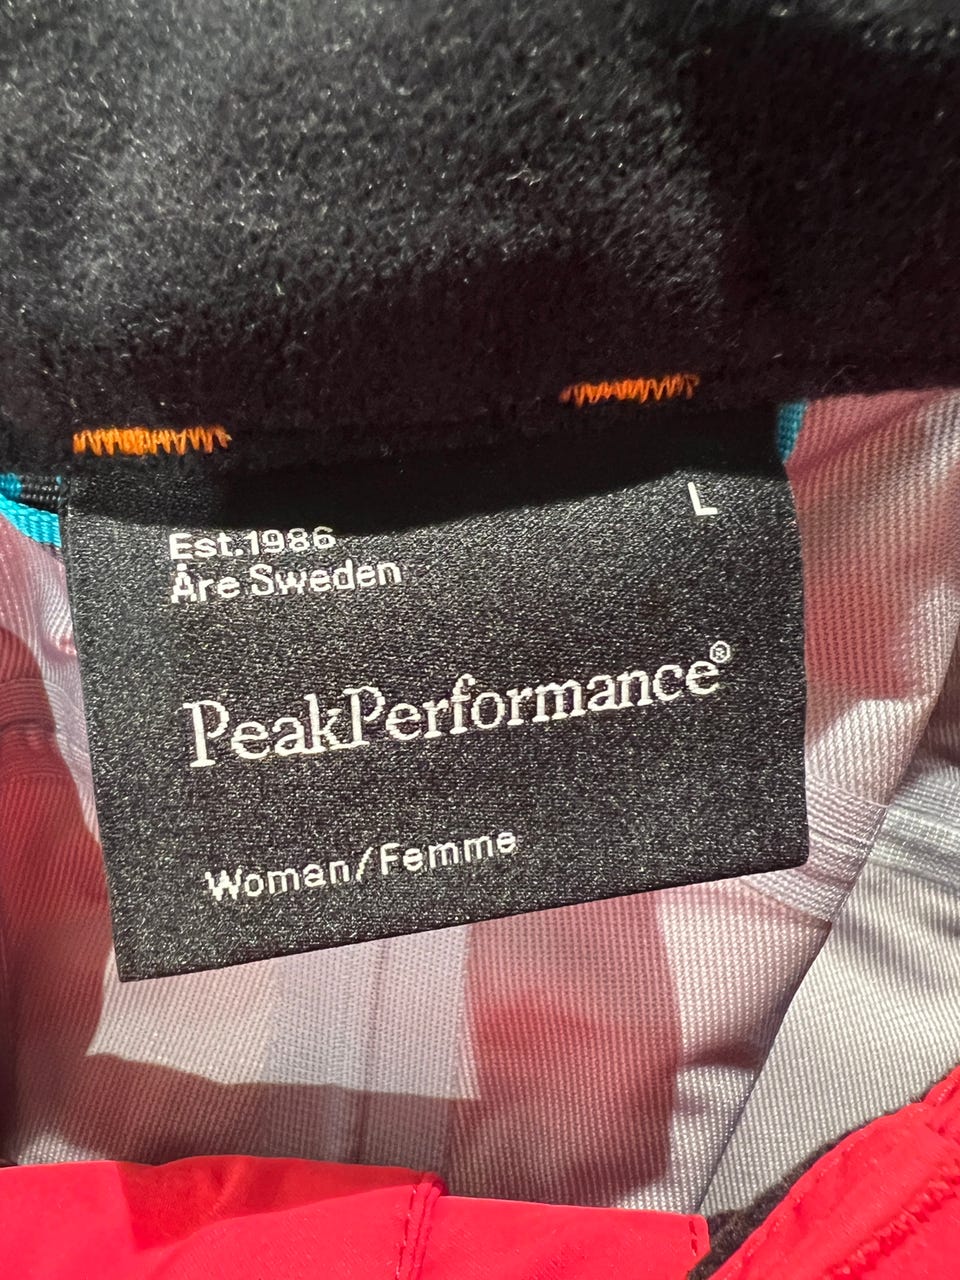 L
Est.1986
Åre Sweden
PeakPerformance®
Woman/Femme